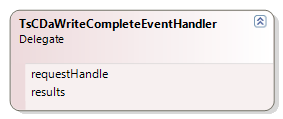 TsCDaWriteCompleteEventHandler
Delegate
requestHandle
results